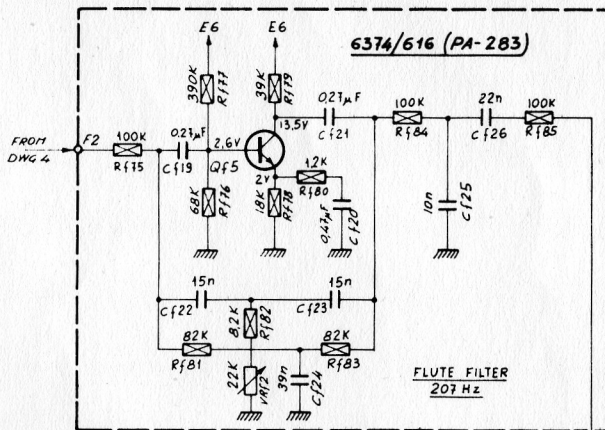 E6 E6
6374/616 (PA-283)
390K Rf77
39K Rf79
0,27µF
Cf21
13,5V
100K
Rf84
22n
Cf26
100K
Rf85
FROM
DWG 4
F2
100K
Rf75
0,27µF
Cf19
2,6V
Qf5
2V
1,2K
Rf80
68K Rf76
18K Rf78
0,47µF Cf20
10n Cf25
15n
Cf22
8,2K Rf82
15n
Cf23
82K
Rf81
82K
Rf83
22K VRf2
39n Cf24
FLUTE FILTER
207 Hz